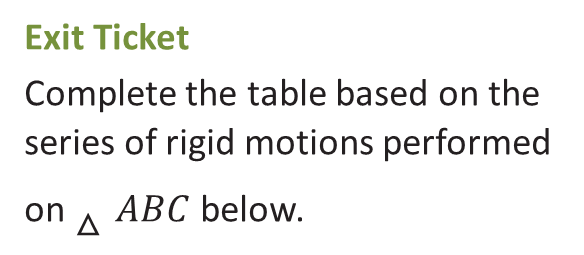 Exit Ticket
Complete the table based on the
series of rigid motions performed
on △ ABC below.